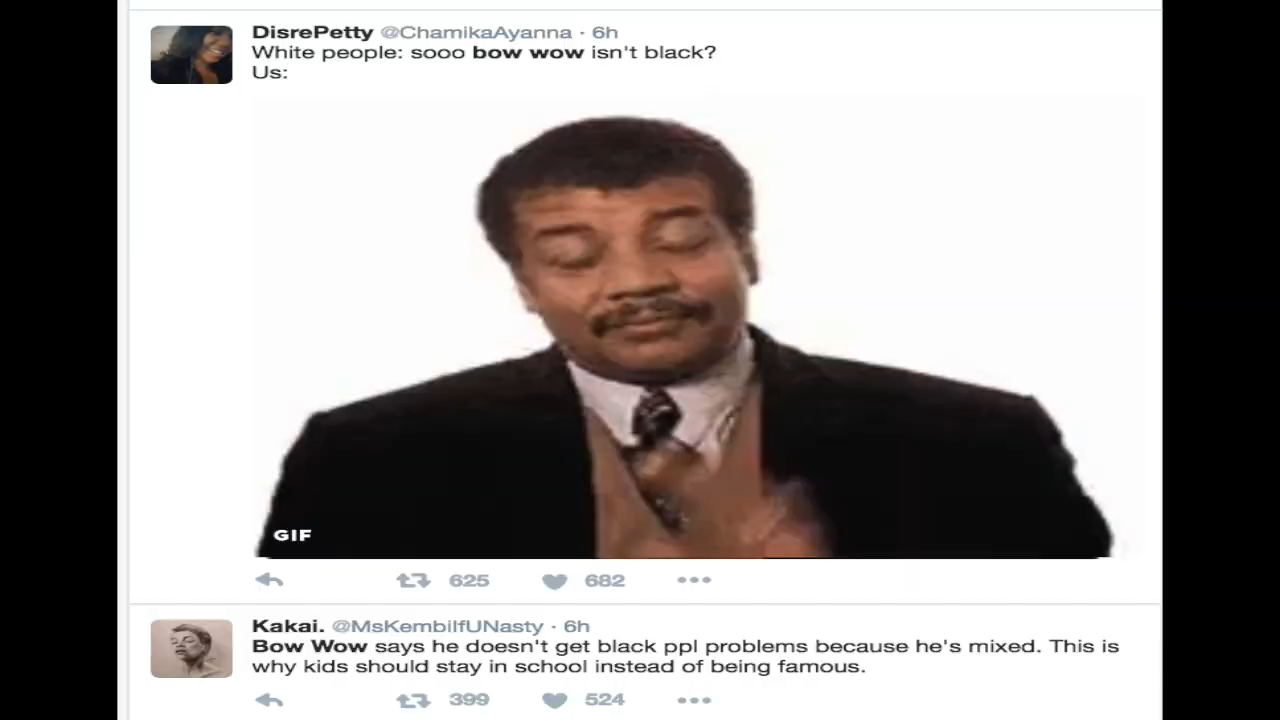 DisrePetty @ChamikaAyanna · 6h
White people: sooo bow wow isn't black?
Us:
GIF
625 682
Kakai. @MsKembiIfUNasty · 6h
Bow Wow says he doesn't get black ppl problems because he's mixed. This is
why kids should stay in school instead of being famous.
399 524